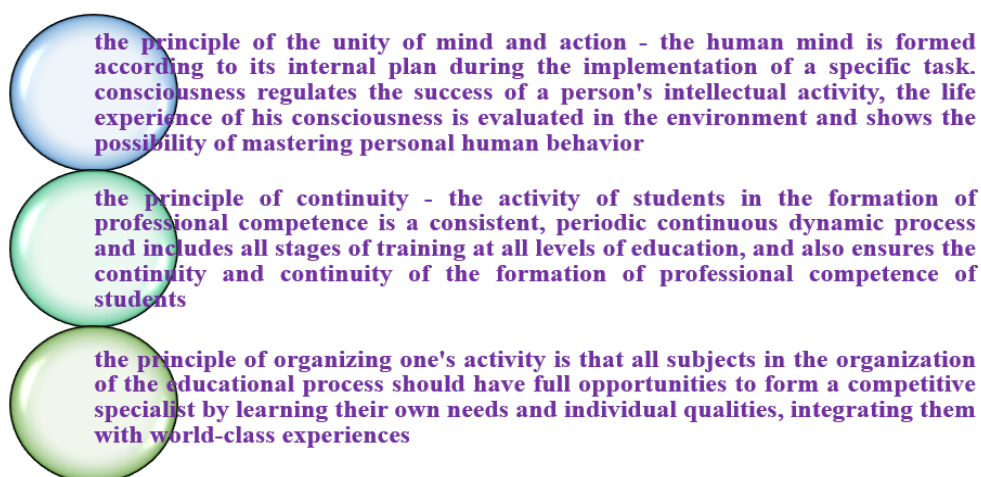 the principle of the unity of mind and action - the human mind is formed
according to its internal plan during the implementation of a specific task.
consciousness regulates the success of a person's intellectual activity, the life
experience of his consciousness is evaluated in the environment and shows the
possibility of mastering personal human behavior
the principle of continuity - the activity of students in the formation of
professional competence is a consistent, periodic continuous dynamic process
and includes all stages of training at all levels of education, and also ensures the
continuity and continuity of the formation of professional competence of
students
the principle of organizing one's activity is that all subjects in the organization
of the educational process should have full opportunities to form a competitive
specialist by learning their own needs and individual qualities, integrating them
with world-class experiences